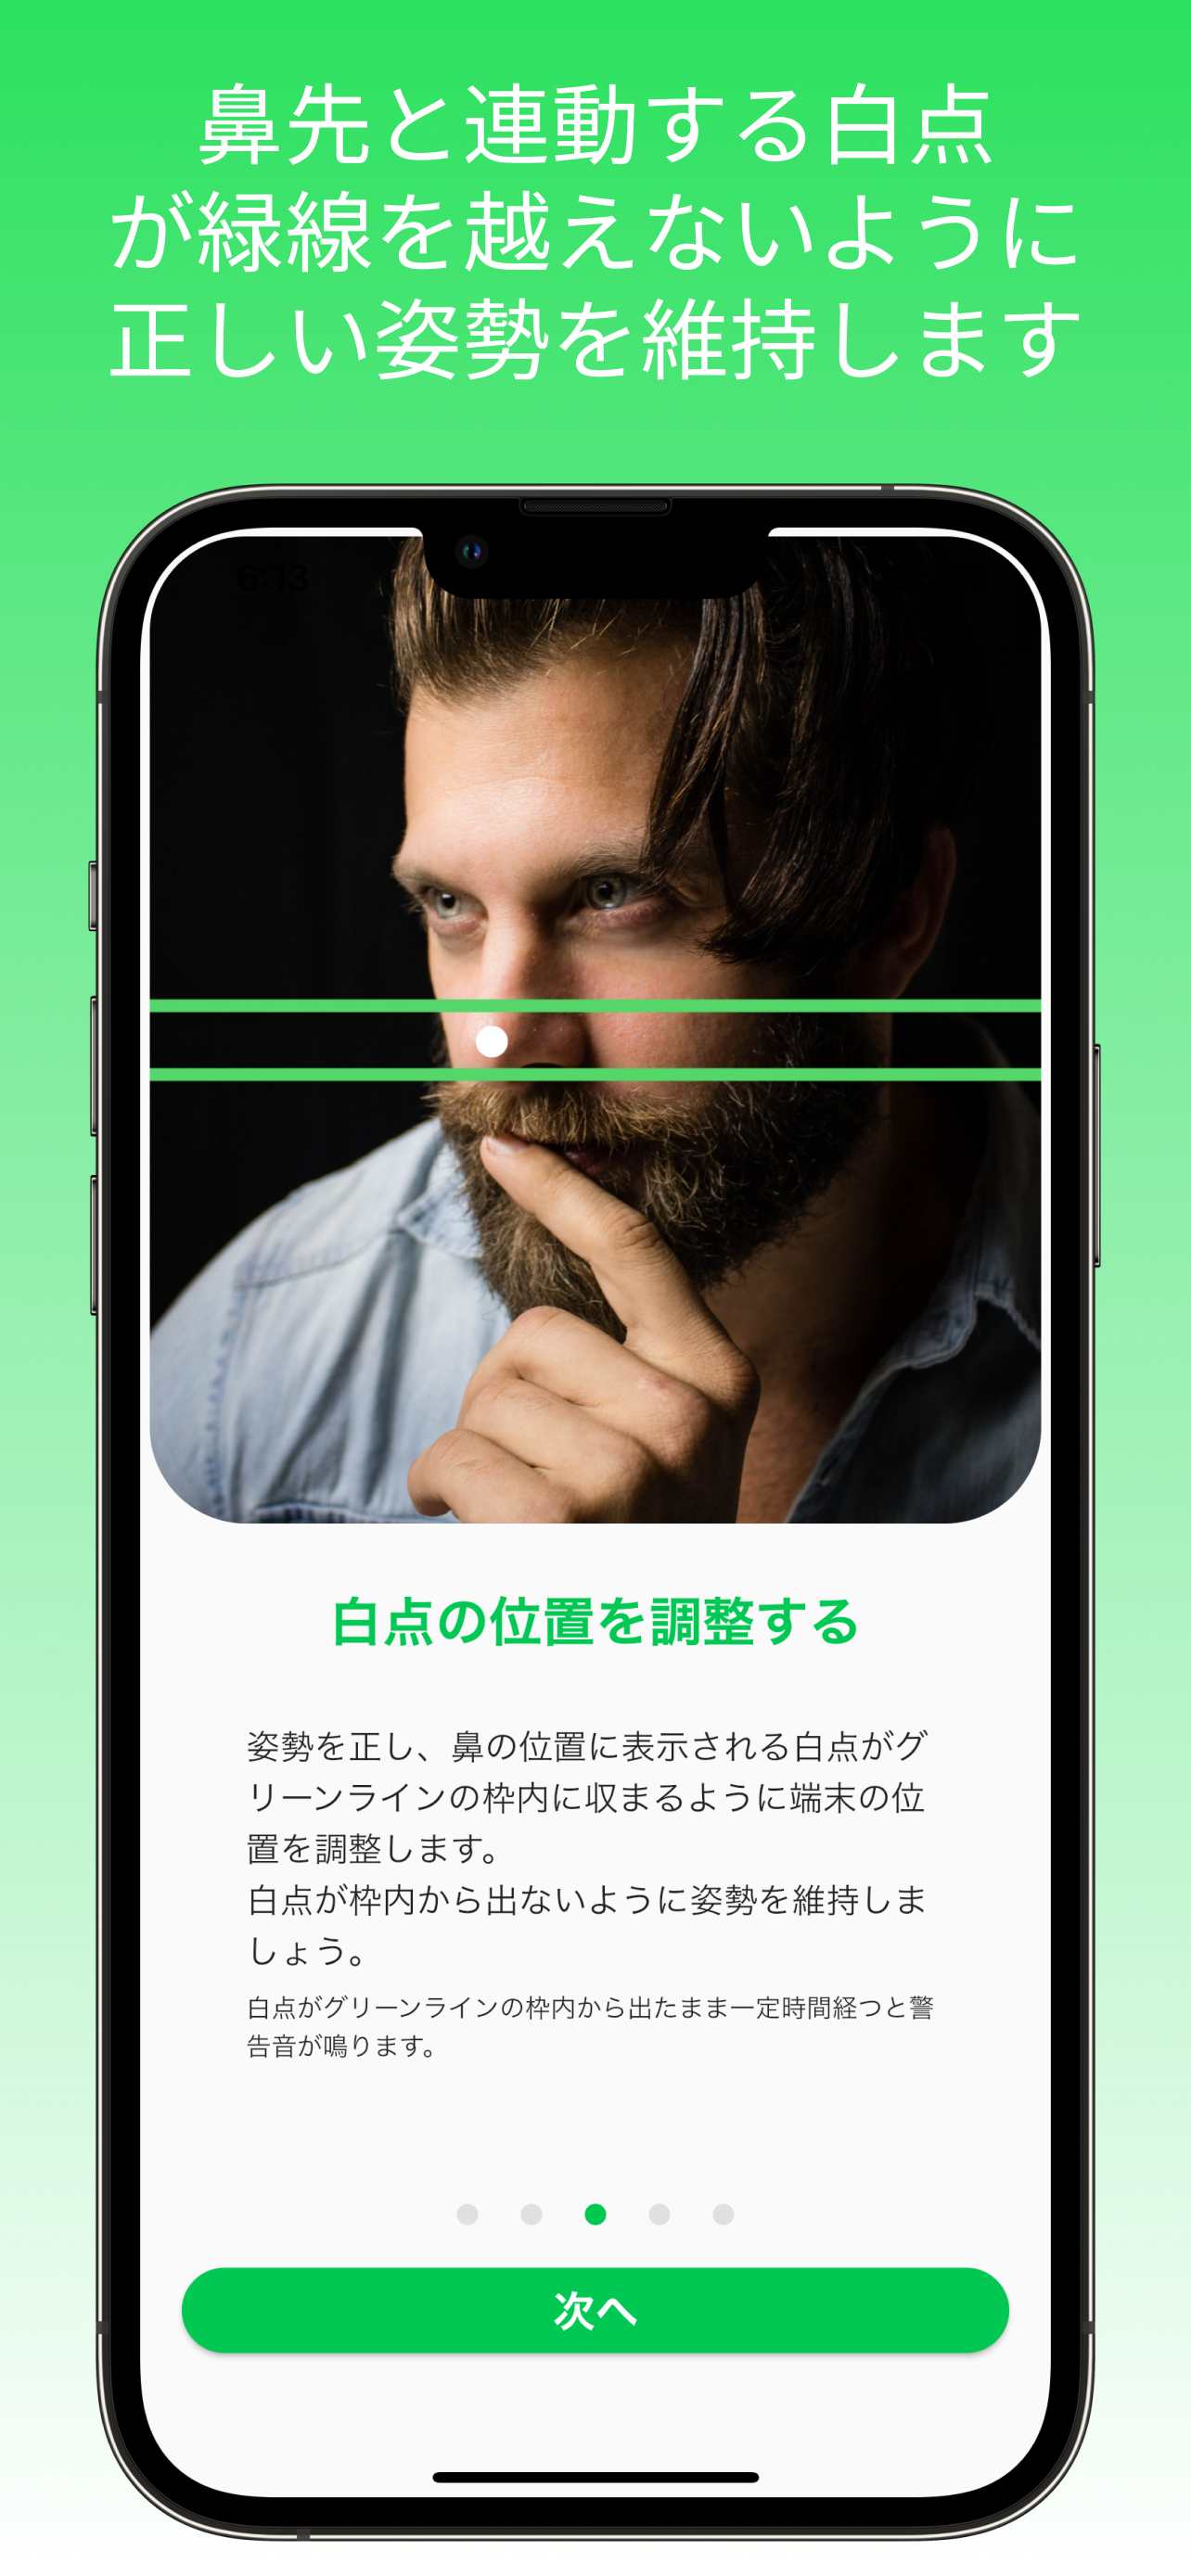 鼻先と連動する白点
が緑線を越えないように
正しい姿勢を維持します
6:13
白点の位置を調整する
姿勢を正し、鼻の位置に表示される白点がグ
リーンラインの枠内に収まるように端末の位
置を調整します。
白点が枠内から出ないように姿勢を維持しま
しょう。
白点がグリーンラインの枠内から出たまま一定時間経つと警
告音が鳴ります。
次へ